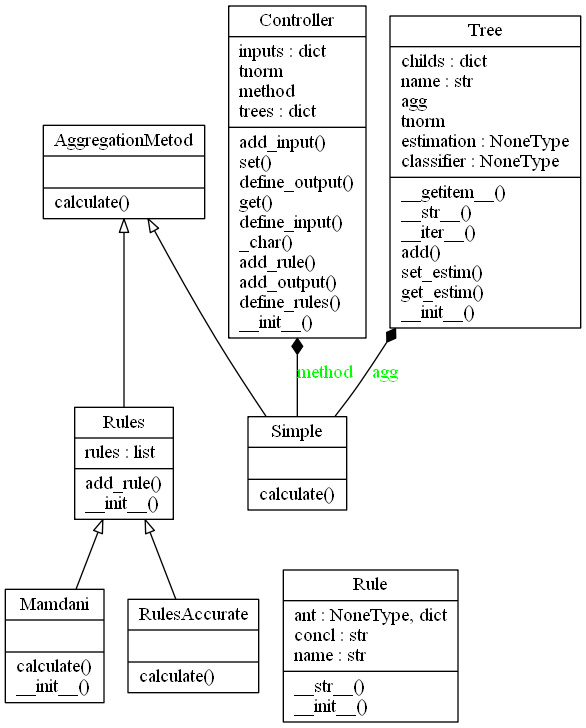 Controller
inputs : dict
tnorm
method
trees : dict
add_input()
set()
define_output()
get()
define_input()
_char()
add_rule()
add_output()
define_rules()
__init__()
Tree
childs : dict
name : str
agg
tnorm
estimation : NoneType
classifier : NoneType
__getitem__()
__str__()
__iter__()
add()
set_estim()
get_estim()
__init__()
AggregationMetod
calculate()
method
agg
Rules
rules : list
add_rule()
__init__()
Simple
calculate()
Mamdani
calculate()
__init__()
RulesAccurate
calculate()
Rule
ant : NoneType, dict
concl : str
name : str
__str__()
__init__()